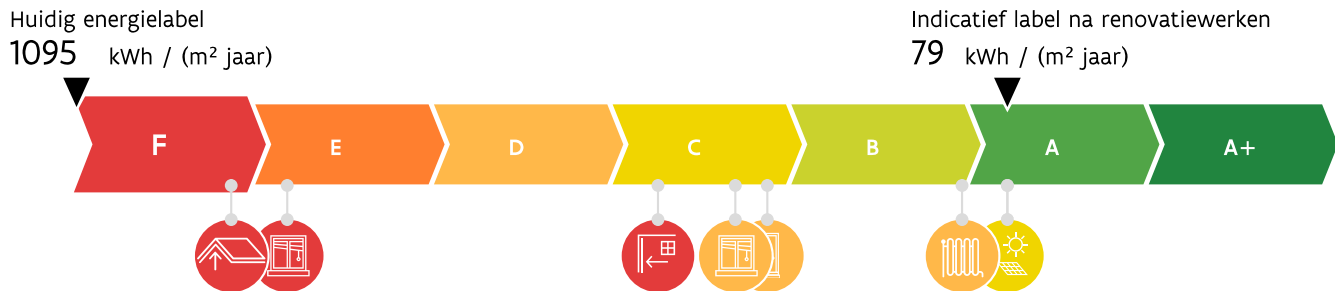 Huidig energielabel
1095 kWh / (m² jaar)
Indicatief label na renovatiewerken
79 kWh / (m² jaar)
F E D C B A A+